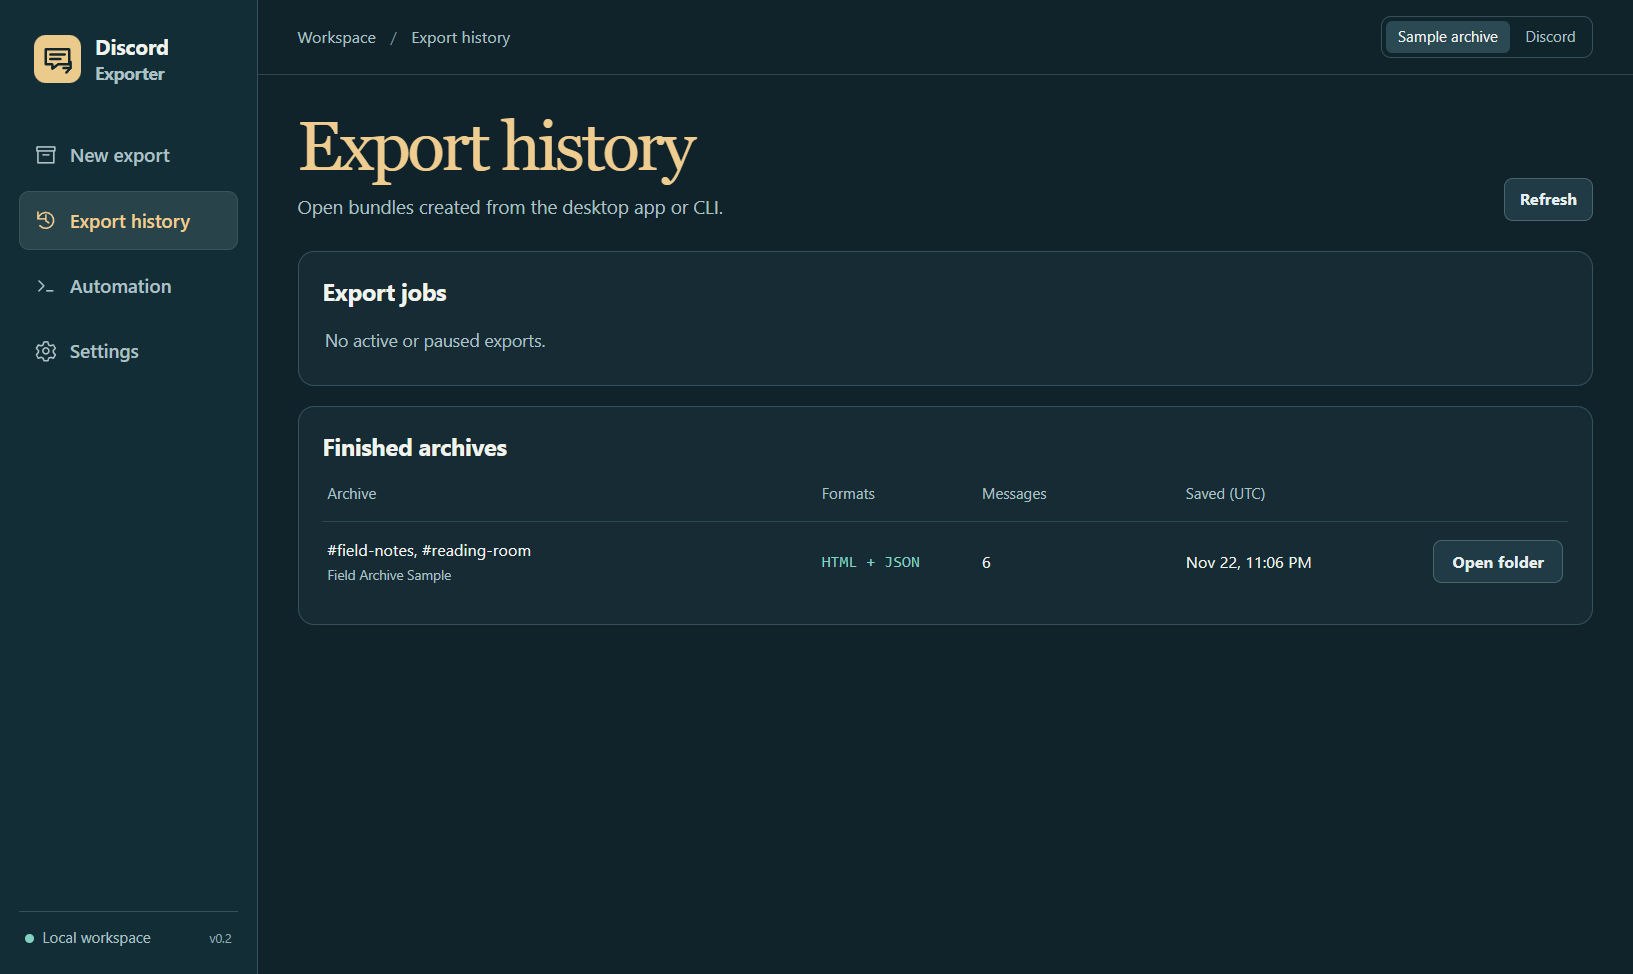 Discord
Exporter
New export
Export history
Automation
Settings
Local workspace v0.2
Workspace / Export history
Sample archive Discord
Export history
Open bundles created from the desktop app or CLI.
Refresh
Export jobs
No active or paused exports.
Finished archives
Archive Formats Messages Saved (UTC)
#field-notes, #reading-room
Field Archive Sample
HTML + JSON 6 Nov 22, 11:06 PM Open folder